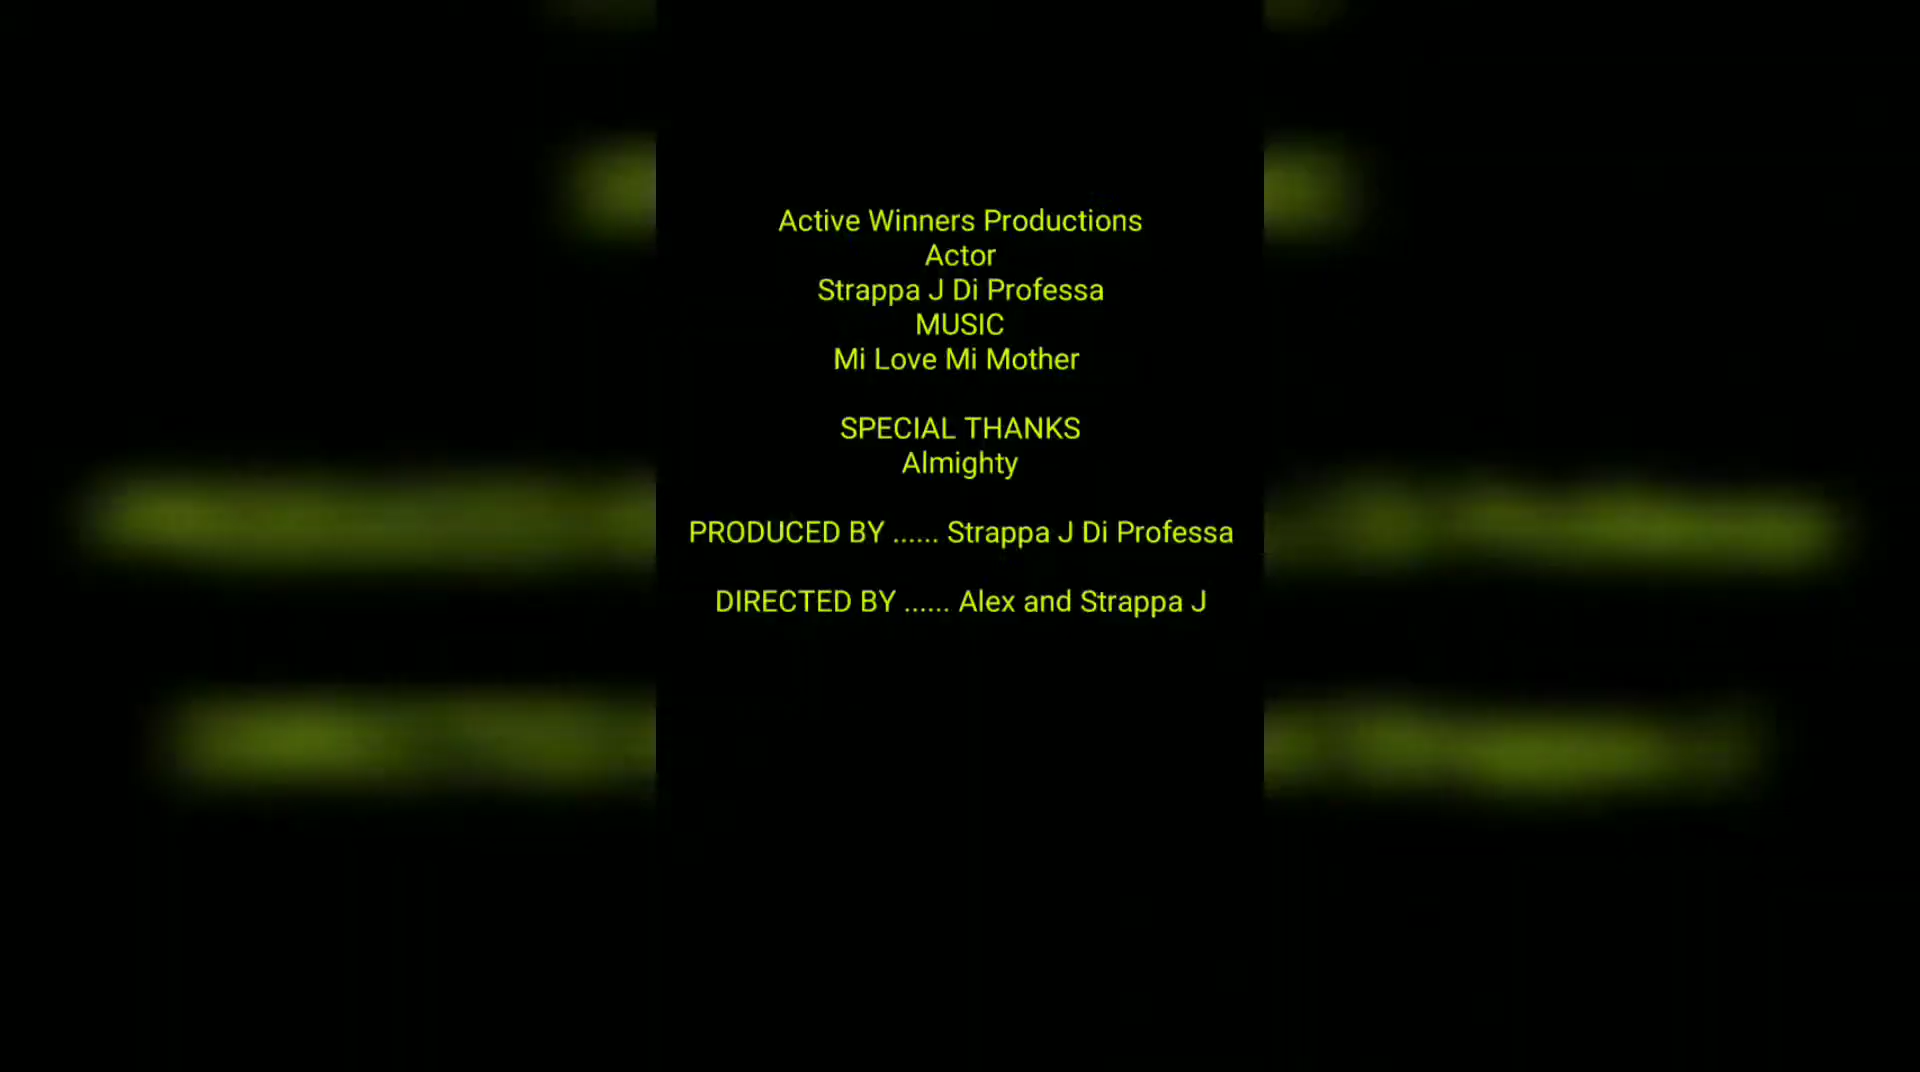 Active Winners Productions
Actor
Strappa J Di Professa
MUSIC
Mi Love Mi Mother
SPECIAL THANKS
Almighty
PRODUCED BY ...... Strappa J Di Professa
DIRECTED BY ...... Alex and Strappa J